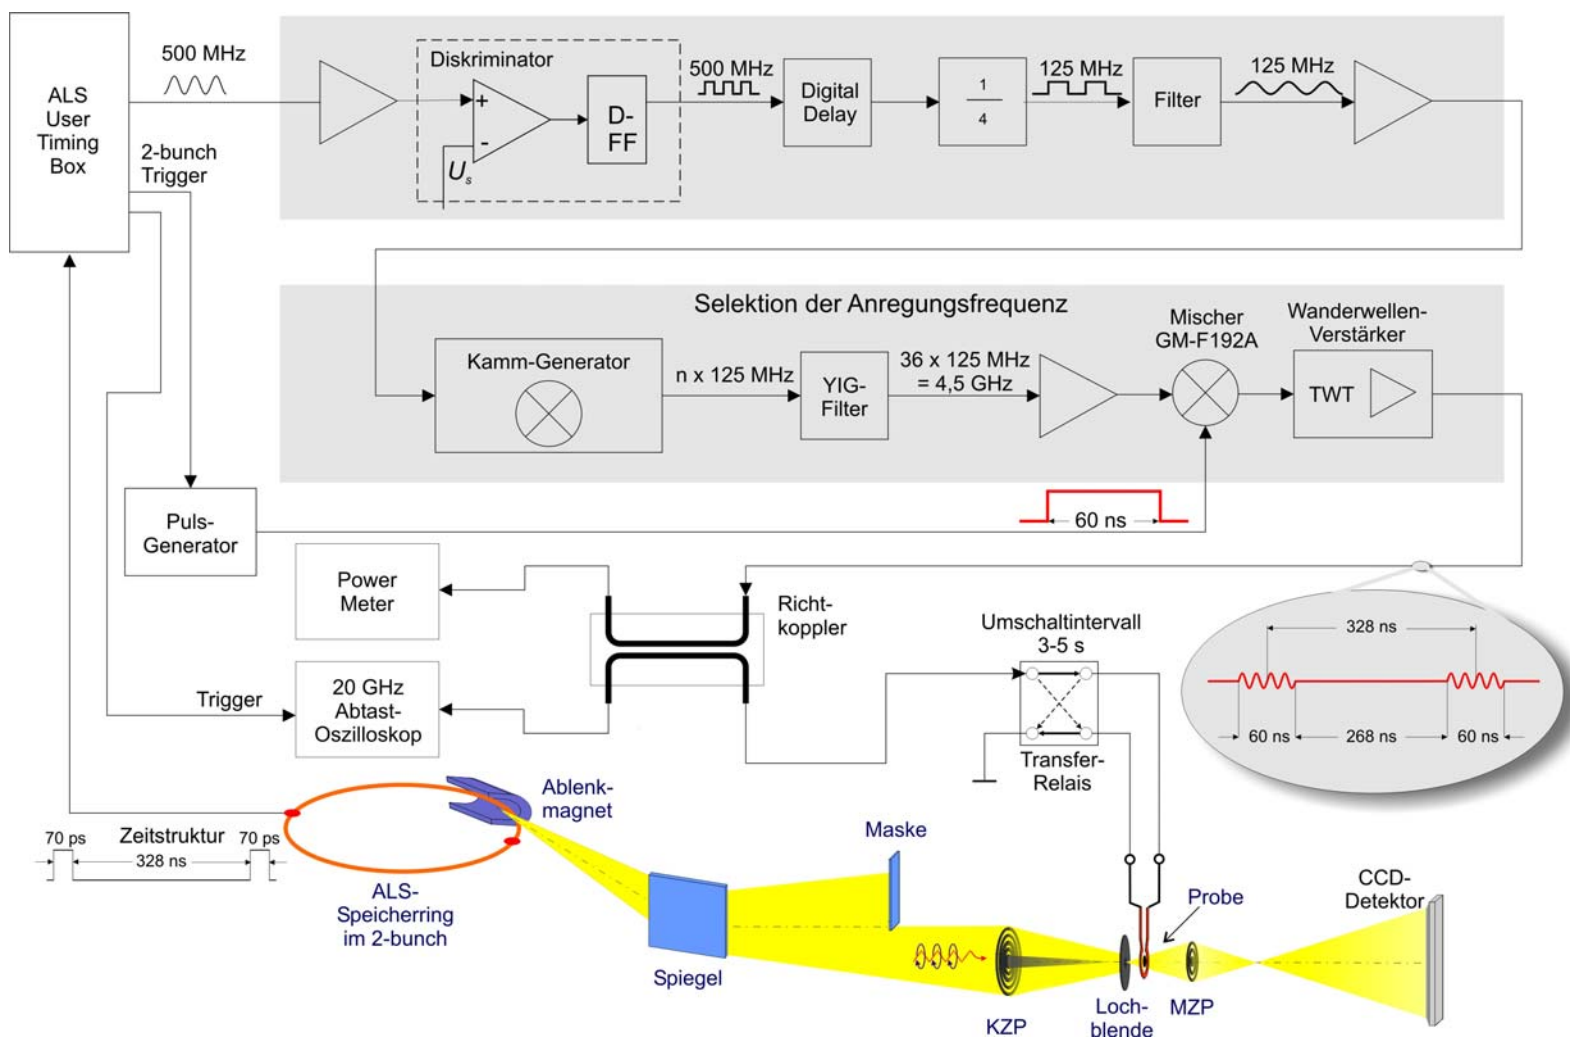 ALS
User
Timing
Box
500 MHz
2-bunch
Trigger
Diskriminator
+
-
U_s
D-
FF
500 MHz
Digital
Delay
1
4
125 MHz
Filter
125 MHz
Selektion der Anregungsfrequenz
Kamm-Generator
n x 125 MHz
YIG-
Filter
36 x 125 MHz
= 4,5 GHz
Mischer
GM-F192A
Wanderwellen-
Verstärker
TWT
60 ns
Puls-
Generator
Power
Meter
Richt-
koppler
Trigger
20 GHz
Abtast-
Oszilloskop
Umschaltintervall
3-5 s
Transfer-
Relais
328 ns
60 ns
268 ns
60 ns
Ablenk-
magnet
Zeitstruktur
70 ps
328 ns
70 ps
ALS-
Speicherring
im 2-bunch
Spiegel
Maske
KZP
Loch-
blende
Probe
MZP
CCD-
Detektor